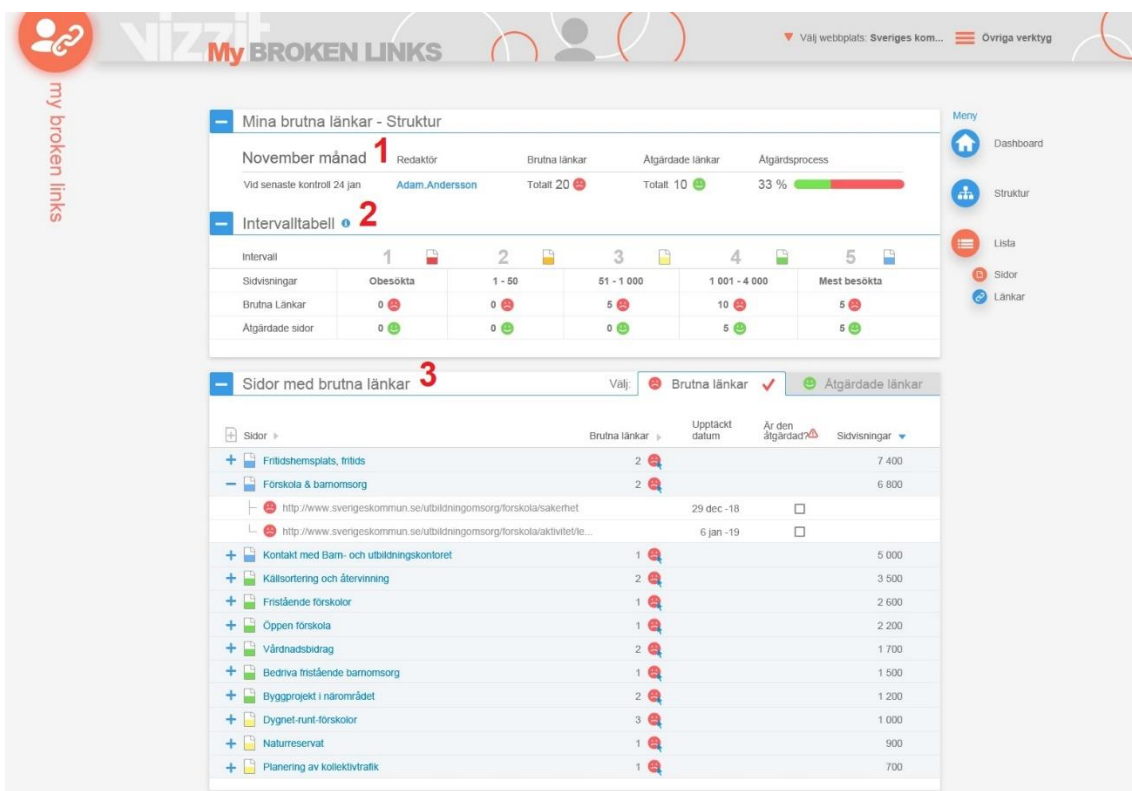 vizzit
My BROKEN LINKS
Välj webbplats: Sveriges kom...
Övriga verktyg
my broken links
Mina brutna länkar - Struktur
November månad 1 Redaktör Brutna länkar Åtgärdade länkar Åtgärdsprocess
Vid senaste kontroll 24 jan Adam.Andersson Totalt 20 Totalt 10 33 %
Intervalltabell 2
Intervall 1 2 3 4 5
Sidvisningar Obesökta 1 - 50 51 - 1 000 1 001 - 4 000 Mest besökta
Brutna Länkar 0 0 5 10 5
Åtgärdade sidor 0 0 0 5 5
Sidor med brutna länkar 3 Välj: Brutna länkar Åtgärdade länkar
Sidor Brutna länkar Upptäckt datum Är den åtgärdad? Sidvisningar
Fritidshemsplats, fritids 2 7 400
Förskola & barnomsorg 2 6 800
http://www.sverigeskommun.se/utbildningomsorg/forskola/sakerhet 29 dec -18
http://www.sverigeskommun.se/utbildningomsorg/forskola/aktivitet/le... 6 jan -19
Kontakt med Barn- och utbildningskontoret 1 5 000
Källsortering och återvinning 2 3 500
Fristående förskolor 1 2 600
Öppen förskola 1 2 200
Vårdnadsbidrag 2 1 700
Bedriva fristående barnomsorg 1 1 500
Byggprojekt i närområdet 2 1 200
Dygnet-runt-förskolor 3 1 000
Naturreservat 1 900
Planering av kollektivtrafik 1 700
Meny
Dashboard
Struktur
Lista
Sidor
Länkar